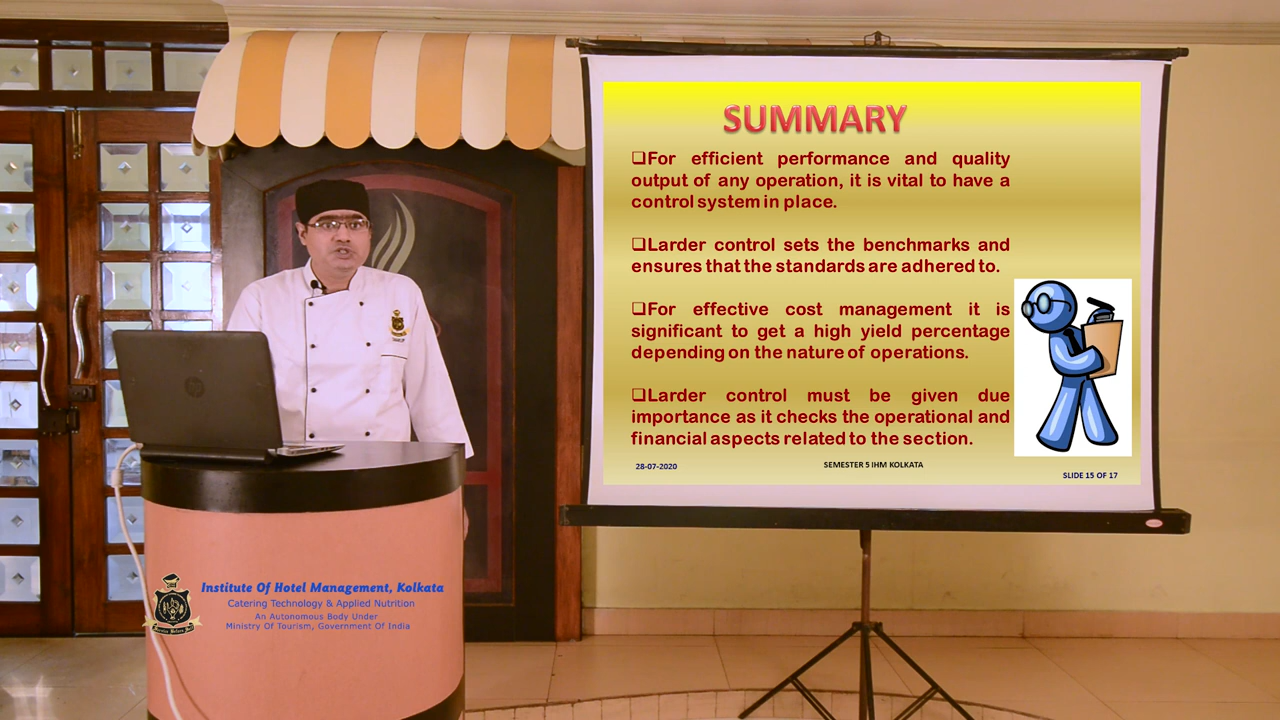 SUMMARY
❑For efficient performance and quality
output of any operation, it is vital to have a
control system in place.
❑Larder control sets the benchmarks and
ensures that the standards are adhered to.
❑For effective cost management it is
significant to get a high yield percentage
depending on the nature of operations.
❑Larder control must be given due
importance as it checks the operational and
financial aspects related to the section.
28-07-2020
SEMESTER 5 IHM KOLKATA
SLIDE 15 OF 17
Institute Of Hotel Management, Kolkata
Catering Technology & Applied Nutrition
An Autonomous Body Under
Ministry Of Tourism, Government Of India